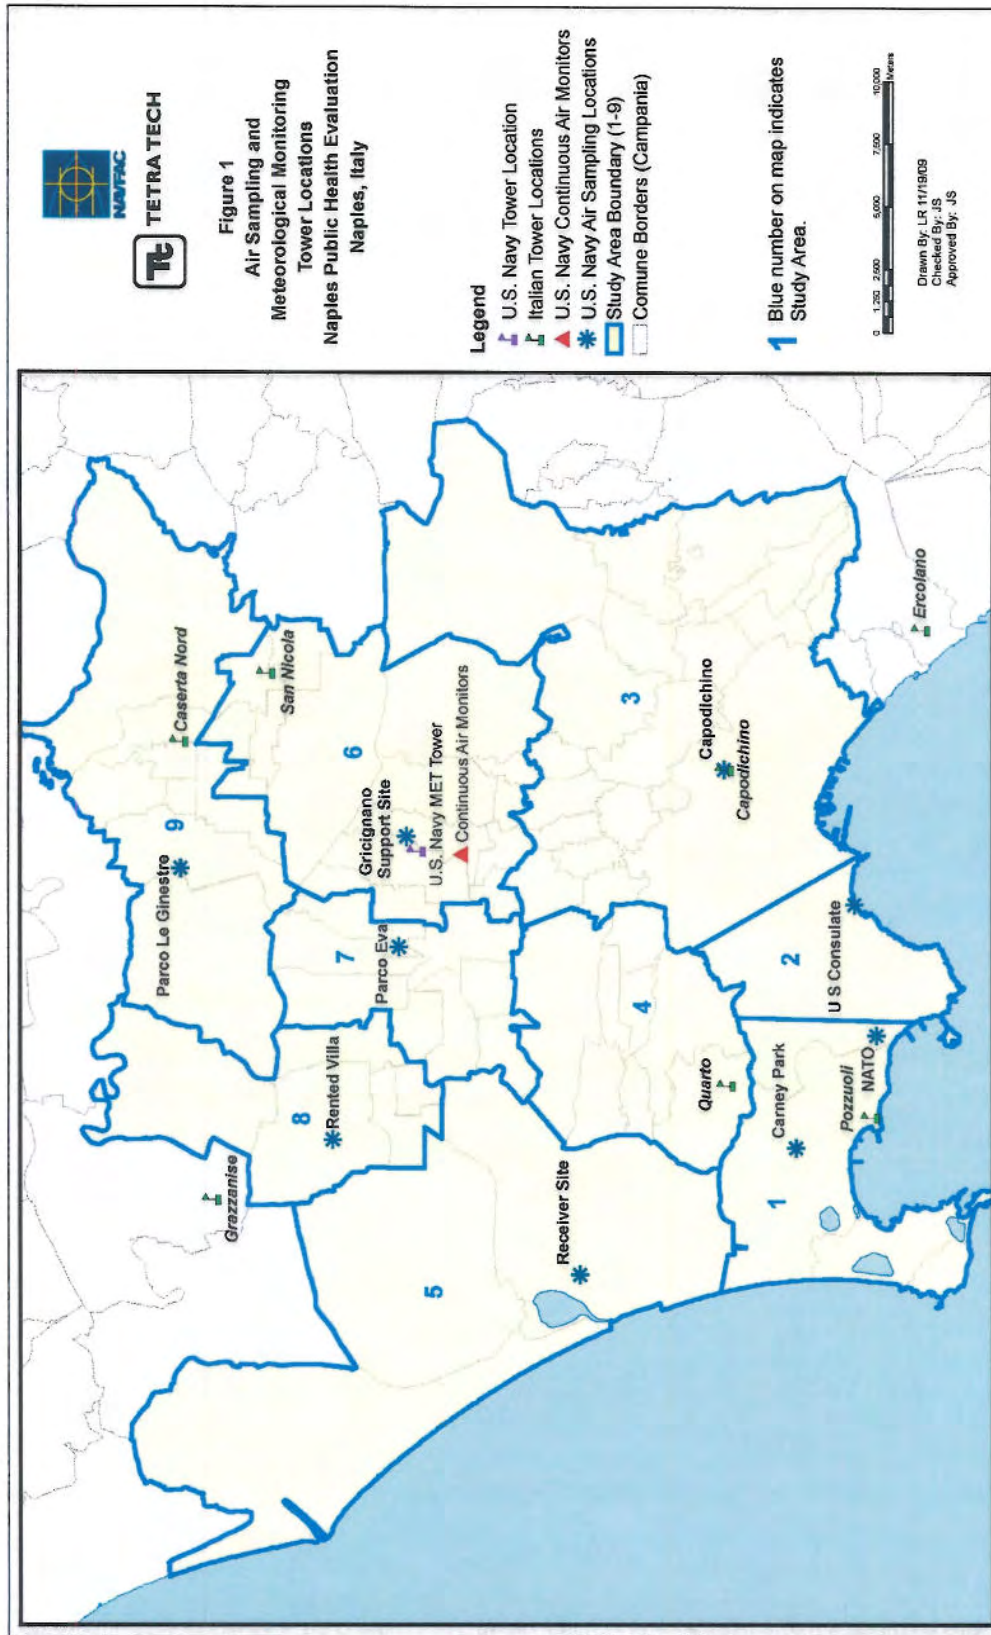 NAVFAC
Tt TETRA TECH
Figure 1
Air Sampling and
Meteorological Monitoring
Tower Locations
Naples Public Health Evaluation
Naples, Italy
Legend
U.S. Navy Tower Location
Italian Tower Locations
U.S. Navy Continuous Air Monitors
U.S. Navy Air Sampling Locations
Study Area Boundary (1-9)
Comune Borders (Campania)
1 Blue number on map indicates
Study Area.
0 1,250 2,500 5,000 7,500 10,000
Meters
Drawn By: LR 11/19/09
Checked By: JS
Approved By: JS
Grazzanise
Parco Le Ginestre
9
Caserta Nord
San Nicola
8
Rented Villa
7
Parco Eva
Gricignano
Support Site
6
U.S. Navy MET Tower
Continuous Air Monitors
5
Receiver Site
4
Quarto
3
Capodichino
Capodichino
1
Carney Park
Pozzuoli
NATO
2
U S Consulate
Ercolano